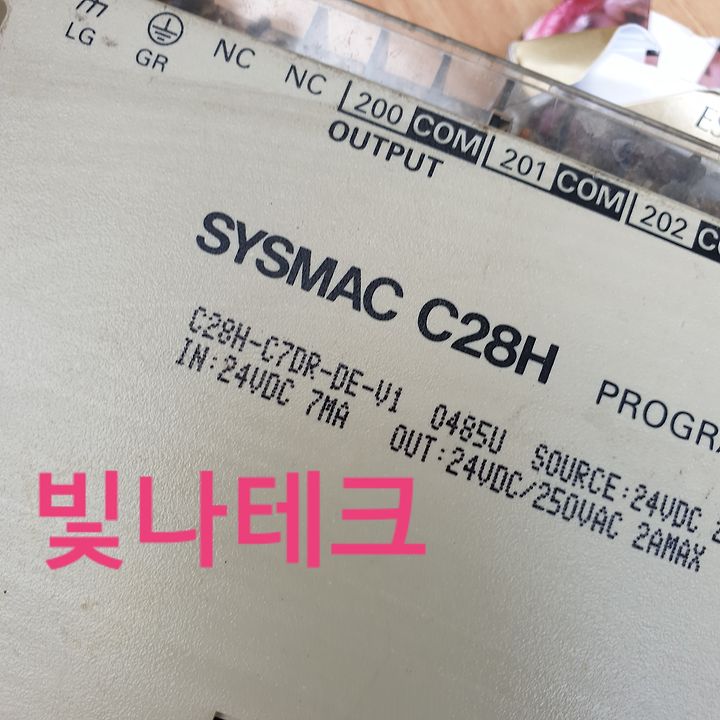 LG GR NC NC 200 COM 201 COM 202
OUTPUT
SYSMAC C28H
C28H-C7DR-DE-V1 0485U SOURCE:24VDC
IN:24VDC 7MA OUT:24VDC/250VAC 2AMAX
빛나테크